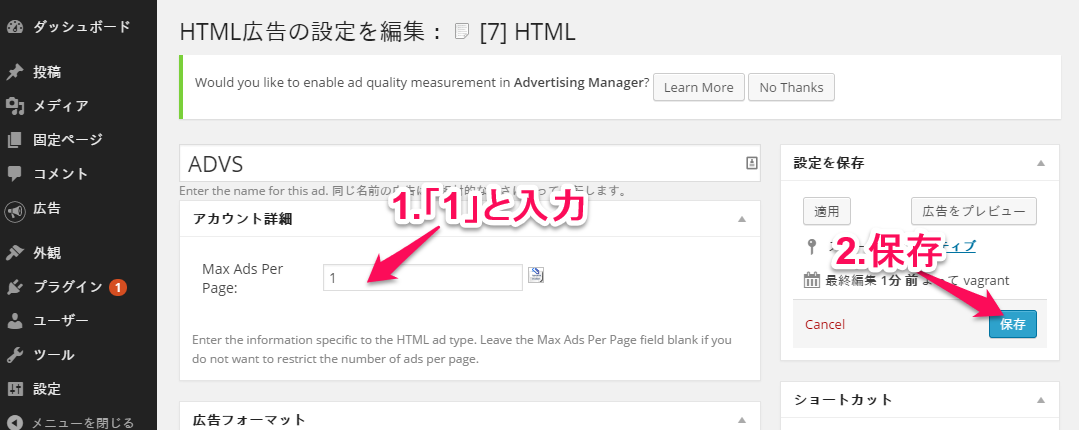 ダッシュボード
投稿
メディア
固定ページ
コメント
広告
外観
プラグイン 1
ユーザー
ツール
設定
メニューを閉じる
HTML広告の設定を編集： [7] HTML
Would you like to enable ad quality measurement in Advertising Manager? Learn More No Thanks
ADVS
Enter the name for this ad. 同じ名前の
します。
1.「1」と入力
アカウント詳細
Max Ads Per
Page: 1
Enter the information specific to the HTML ad type. Leave the Max Ads Per Page field blank if you
do not want to restrict the number of ads per page.
広告フォーマット
設定を保存
適用 広告をプレビュー
ティブ
2.保存
最終編集 1分 前 て vagrant
Cancel 保存
ショートカット